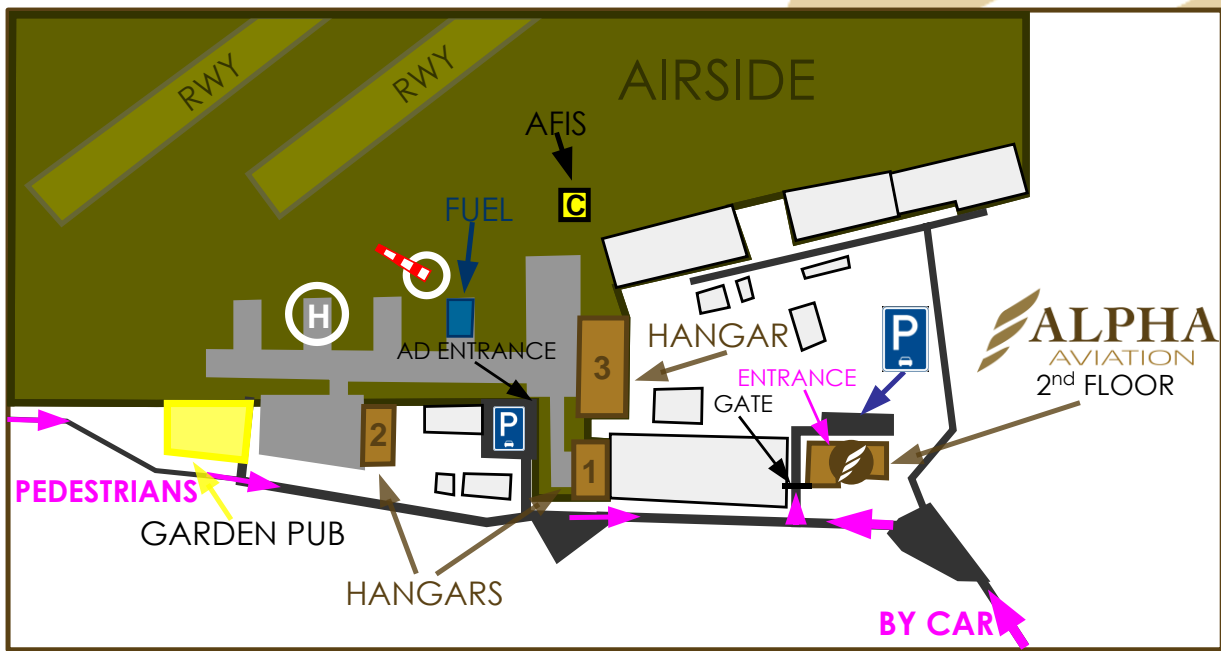 RWY
RWY
AIRSIDE
AFIS
C
FUEL
H
AD ENTRANCE
3
HANGAR
P
ALPHA
AVIATION
2nd FLOOR
ENTRANCE
GATE
2
P
1
PEDESTRIANS
GARDEN PUB
HANGARS
BY CAR